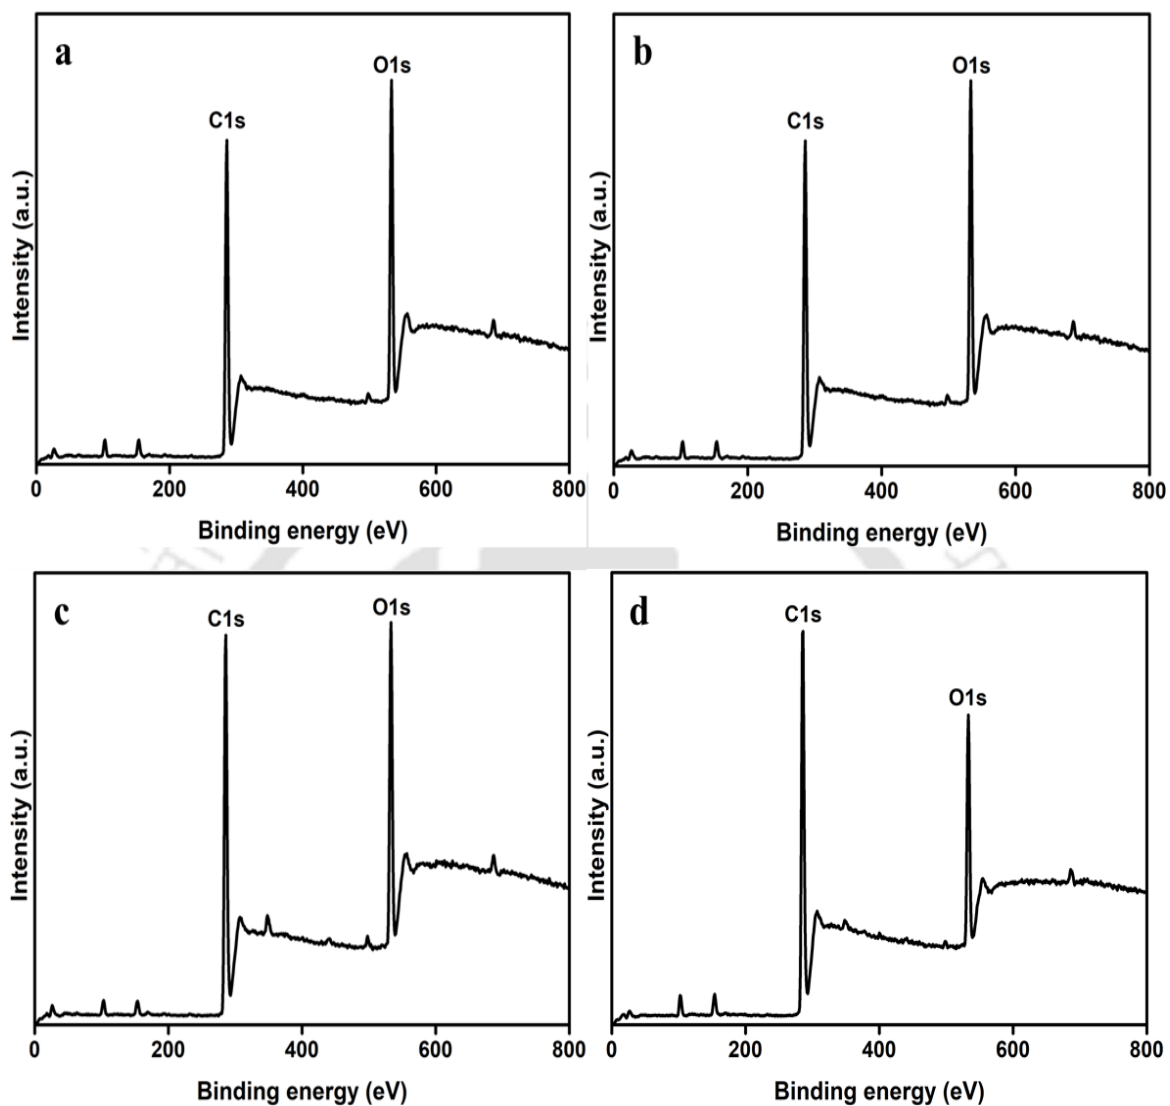 a
O1s
C1s
Intensity (a.u.)
0 200 400 600 800
Binding energy (eV)
b
O1s
C1s
Intensity (a.u.)
0 200 400 600 800
Binding energy (eV)
c
O1s
C1s
Intensity (a.u.)
0 200 400 600 800
Binding energy (eV)
d
C1s
O1s
Intensity (a.u.)
0 200 400 600 800
Binding energy (eV)